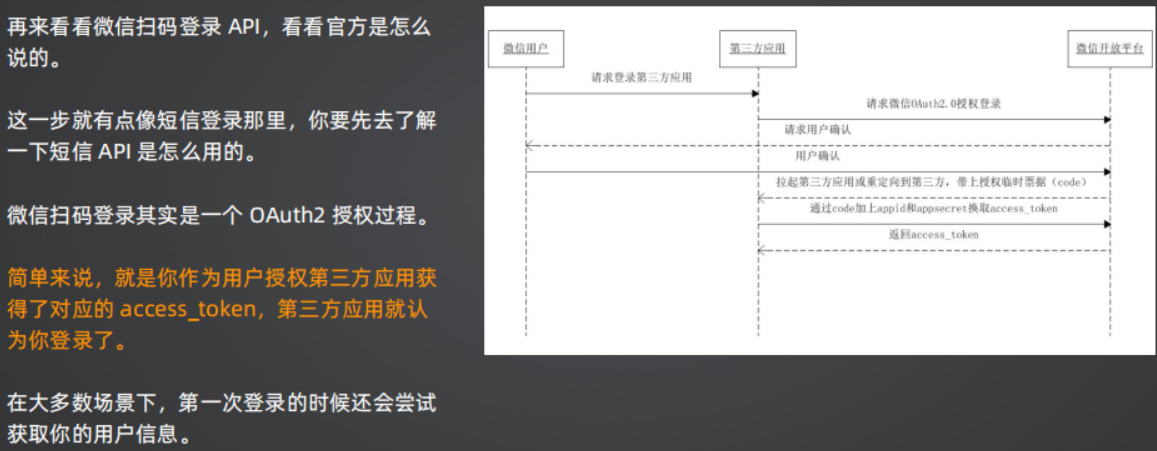 再来看看微信扫码登录 API，看看官方是怎么
说的。
这一步就有点像短信登录那里，你要先去了解
一下短信 API 是怎么用的。
微信扫码登录其实是一个 OAuth2 授权过程。
简单来说，就是你作为用户授权第三方应用获
得了对应的 access_token，第三方应用就认
为你登录了。
在大多数场景下，第一次登录的时候还会尝试
获取你的用户信息。
微信用户
第三方应用
微信开放平台
请求登录第三方应用
请求微信OAuth2.0授权登录
请求用户确认
用户确认
拉起第三方应用或重定向到第三方，带上授权临时票据（code）
通过code加上appid和appsecret换取access_token
返回access_token